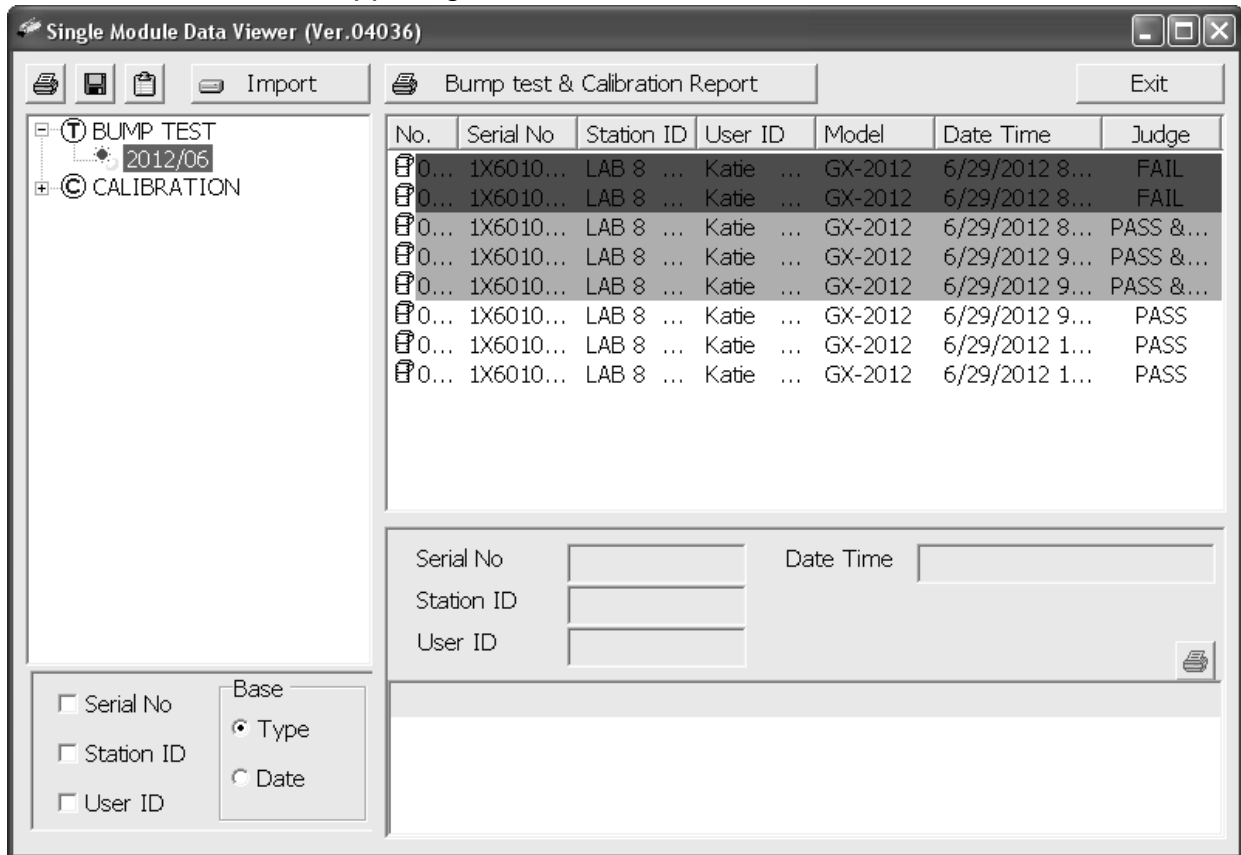 Single Module Data Viewer (Ver.04036)
Import
Bump test & Calibration Report
Exit
T BUMP TEST
2012/06
C CALIBRATION
No. Serial No Station ID User ID Model Date Time Judge
0... 1X6010... LAB 8 ... Katie ... GX-2012 6/29/2012 8... FAIL
0... 1X6010... LAB 8 ... Katie ... GX-2012 6/29/2012 8... FAIL
0... 1X6010... LAB 8 ... Katie ... GX-2012 6/29/2012 8... PASS &...
0... 1X6010... LAB 8 ... Katie ... GX-2012 6/29/2012 9... PASS &...
0... 1X6010... LAB 8 ... Katie ... GX-2012 6/29/2012 9... PASS &...
0... 1X6010... LAB 8 ... Katie ... GX-2012 6/29/2012 9... PASS
0... 1X6010... LAB 8 ... Katie ... GX-2012 6/29/2012 1... PASS
0... 1X6010... LAB 8 ... Katie ... GX-2012 6/29/2012 1... PASS
Serial No Date Time
Station ID
User ID
Serial No
Station ID
User ID
Base
Type
Date